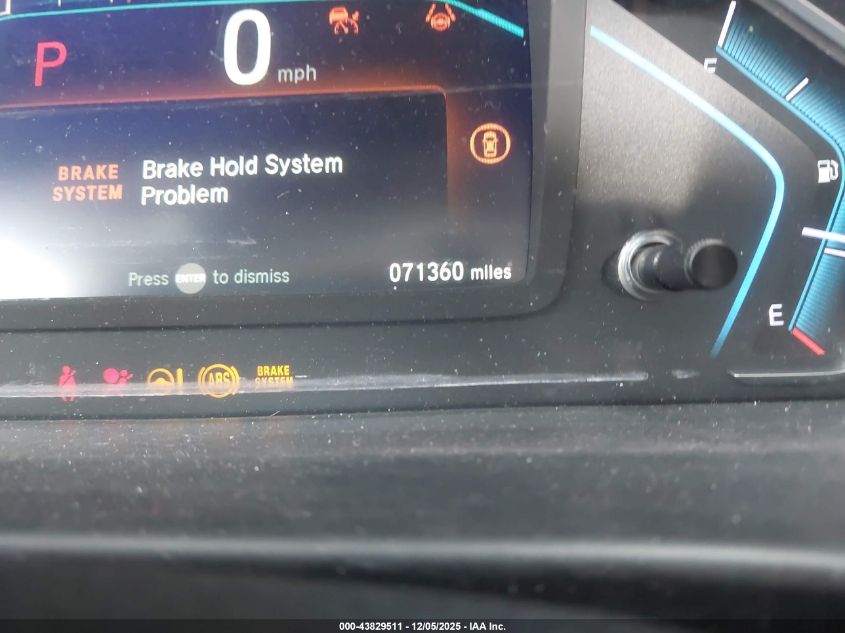 P
0
mph
F
BRAKE
SYSTEM
Brake Hold System
Problem
Press ENTER to dismiss
071360 miles
E
ABS
BRAKE
SYSTEM
000-43829511 - 12/05/2025 - IAA Inc.